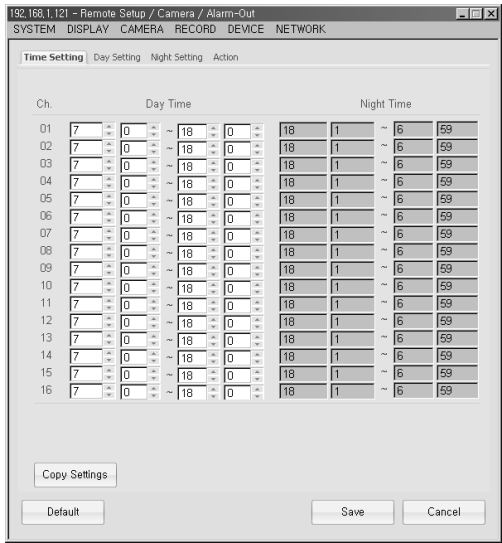 192,168,1,121 - Remote Setup / Camera / Alarm-Out
SYSTEM DISPLAY CAMERA RECORD DEVICE NETWORK
Time Setting Day Setting Night Setting Action
Ch. Day Time Night Time
01 7 0 ~ 18 0 18 1 ~ 6 59
02 7 0 ~ 18 0 18 1 ~ 6 59
03 7 0 ~ 18 0 18 1 ~ 6 59
04 7 0 ~ 18 0 18 1 ~ 6 59
05 7 0 ~ 18 0 18 1 ~ 6 59
06 7 0 ~ 18 0 18 1 ~ 6 59
07 7 0 ~ 18 0 18 1 ~ 6 59
08 7 0 ~ 18 0 18 1 ~ 6 59
09 7 0 ~ 18 0 18 1 ~ 6 59
10 7 0 ~ 18 0 18 1 ~ 6 59
11 7 0 ~ 18 0 18 1 ~ 6 59
12 7 0 ~ 18 0 18 1 ~ 6 59
13 7 0 ~ 18 0 18 1 ~ 6 59
14 7 0 ~ 18 0 18 1 ~ 6 59
15 7 0 ~ 18 0 18 1 ~ 6 59
16 7 0 ~ 18 0 18 1 ~ 6 59
Copy Settings
Default Save Cancel